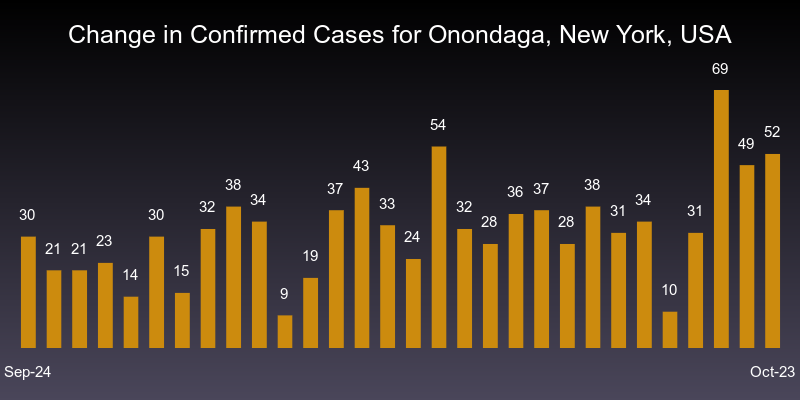 Change in Confirmed Cases for Onondaga, New York, USA
30 21 21 23 14 30 15 32 38 34 9 19 37 43 33 24 54 32 28 36 37 28 38 31 34 10 31 69 49 52
Sep-24 Oct-23